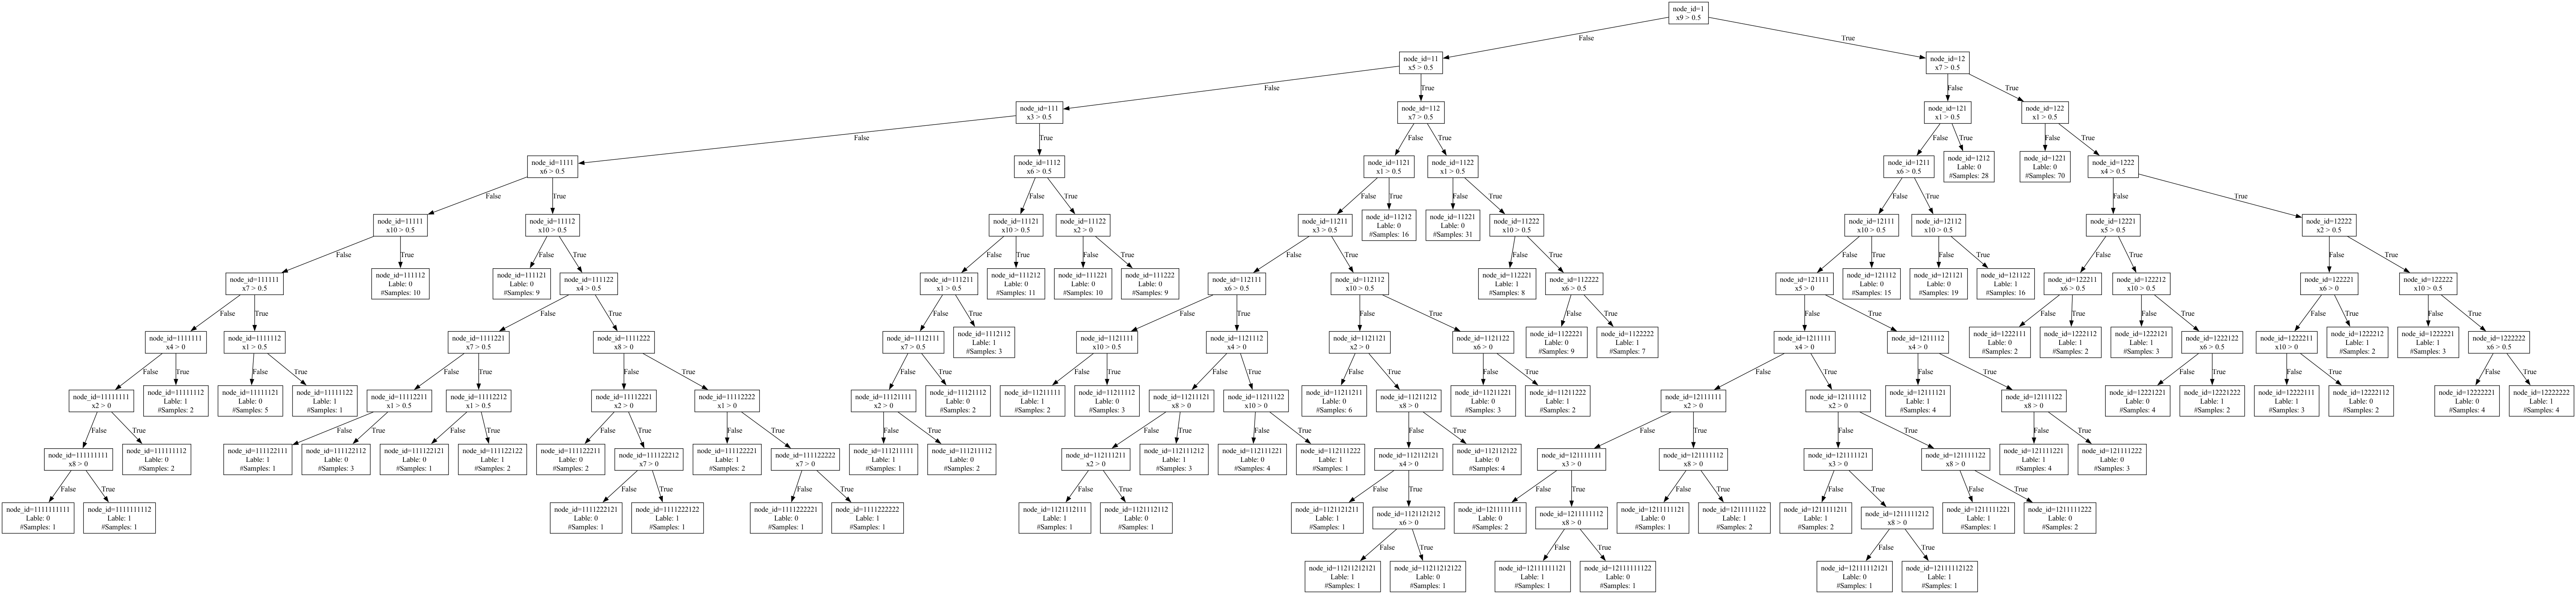 node_id=1
x9 > 0.5
False
True
node_id=11
x5 > 0.5
node_id=12
x7 > 0.5
False
True
False
True
node_id=111
x3 > 0.5
node_id=112
x7 > 0.5
node_id=121
x1 > 0.5
node_id=122
x1 > 0.5
False
True
False
True
False
True
False
True
node_id=1111
x6 > 0.5
node_id=1112
x6 > 0.5
node_id=1121
x1 > 0.5
node_id=1122
x1 > 0.5
node_id=1211
x6 > 0.5
node_id=1212
Lable: 0
#Samples: 28
node_id=1221
Lable: 0
#Samples: 70
node_id=1222
x4 > 0.5
False
True
False
True
False
True
False
True
False
True
False
True
node_id=11111
x10 > 0.5
node_id=11112
x10 > 0.5
node_id=11121
x10 > 0.5
node_id=11122
x2 > 0
node_id=11211
x3 > 0.5
node_id=11212
Lable: 0
#Samples: 16
node_id=11221
Lable: 0
#Samples: 31
node_id=11222
x10 > 0.5
node_id=12111
x10 > 0.5
node_id=12112
x10 > 0.5
node_id=12221
x5 > 0.5
node_id=12222
x2 > 0.5
False
True
False
True
False
True
False
True
False
True
False
True
False
True
False
True
False
True
False
True
node_id=111111
x7 > 0.5
node_id=111112
Lable: 0
#Samples: 10
node_id=111121
Lable: 0
#Samples: 9
node_id=111122
x4 > 0.5
node_id=111211
x1 > 0.5
node_id=111212
Lable: 0
#Samples: 11
node_id=111221
Lable: 0
#Samples: 10
node_id=111222
Lable: 0
#Samples: 9
node_id=112111
x6 > 0.5
node_id=112112
x10 > 0.5
node_id=112221
Lable: 1
#Samples: 8
node_id=112222
x6 > 0.5
node_id=121111
x5 > 0
node_id=121112
Lable: 0
#Samples: 15
node_id=121121
Lable: 0
#Samples: 19
node_id=121122
Lable: 1
#Samples: 16
node_id=122211
x6 > 0.5
node_id=122212
x10 > 0.5
node_id=122221
x6 > 0
node_id=122222
x10 > 0.5
False
True
False
True
False
True
False
True
False
True
False
True
False
True
False
True
False
True
False
True
False
True
node_id=1111111
x4 > 0
node_id=1111112
x1 > 0.5
node_id=1111221
x7 > 0.5
node_id=1111222
x8 > 0
node_id=1112111
x7 > 0.5
node_id=1112112
Lable: 1
#Samples: 3
node_id=1121111
x10 > 0.5
node_id=1121112
x4 > 0
node_id=1121121
x2 > 0
node_id=1121122
x6 > 0
node_id=1122221
Lable: 0
#Samples: 9
node_id=1122222
Lable: 1
#Samples: 7
node_id=1211111
x4 > 0
node_id=1211112
x4 > 0
node_id=1222111
Lable: 0
#Samples: 2
node_id=1222112
Lable: 1
#Samples: 2
node_id=1222121
Lable: 1
#Samples: 3
node_id=1222122
x6 > 0.5
node_id=1222211
x10 > 0
node_id=1222212
Lable: 1
#Samples: 2
node_id=1222221
Lable: 1
#Samples: 3
node_id=1222222
x6 > 0.5
False
True
False
True
False
True
False
True
False
True
False
True
False
True
False
True
False
True
False
True
False
True
False
True
False
True
False
True
node_id=11111111
x2 > 0
node_id=11111112
Lable: 1
#Samples: 2
node_id=11111121
Lable: 0
#Samples: 5
node_id=11111122
Lable: 1
#Samples: 1
node_id=11112211
x1 > 0.5
node_id=11112212
x1 > 0.5
node_id=11112221
x2 > 0
node_id=11112222
x1 > 0
node_id=11121111
x2 > 0
node_id=11121112
Lable: 0
#Samples: 2
node_id=11211111
Lable: 1
#Samples: 2
node_id=11211112
Lable: 0
#Samples: 3
node_id=11211121
x8 > 0
node_id=11211122
x10 > 0
node_id=11211211
Lable: 0
#Samples: 6
node_id=11211212
x8 > 0
node_id=11211221
Lable: 0
#Samples: 3
node_id=11211222
Lable: 1
#Samples: 2
node_id=12111111
x2 > 0
node_id=12111112
x2 > 0
node_id=12111121
Lable: 1
#Samples: 4
node_id=12111122
x8 > 0
node_id=12221221
Lable: 0
#Samples: 4
node_id=12221222
Lable: 1
#Samples: 2
node_id=12222111
Lable: 1
#Samples: 3
node_id=12222112
Lable: 0
#Samples: 2
node_id=12222221
Lable: 0
#Samples: 4
node_id=12222222
Lable: 1
#Samples: 4
False
True
False
True
False
True
False
True
False
True
False
True
False
True
False
True
False
True
False
True
False
True
False
True
node_id=111111111
x8 > 0
node_id=111111112
Lable: 0
#Samples: 2
node_id=111122111
Lable: 1
#Samples: 1
node_id=111122112
Lable: 0
#Samples: 3
node_id=111122121
Lable: 0
#Samples: 1
node_id=111122122
Lable: 1
#Samples: 2
node_id=111122211
Lable: 0
#Samples: 2
node_id=111122212
x7 > 0
node_id=111122221
Lable: 1
#Samples: 2
node_id=111122222
x7 > 0
node_id=111211111
Lable: 1
#Samples: 1
node_id=111211112
Lable: 0
#Samples: 2
node_id=112111211
x2 > 0
node_id=112111212
Lable: 1
#Samples: 3
node_id=112111221
Lable: 0
#Samples: 4
node_id=112111222
Lable: 1
#Samples: 1
node_id=112112121
x4 > 0
node_id=112112122
Lable: 0
#Samples: 4
node_id=121111111
x3 > 0
node_id=121111112
x8 > 0
node_id=121111121
x3 > 0
node_id=121111122
x8 > 0
node_id=121111221
Lable: 1
#Samples: 4
node_id=121111222
Lable: 0
#Samples: 3
False
True
False
True
False
True
False
True
False
True
False
True
False
True
False
True
False
True
node_id=1111111111
Lable: 0
#Samples: 1
node_id=1111111112
Lable: 1
#Samples: 1
node_id=1111222121
Lable: 0
#Samples: 1
node_id=1111222122
Lable: 1
#Samples: 1
node_id=1111222221
Lable: 0
#Samples: 1
node_id=1111222222
Lable: 1
#Samples: 1
node_id=1121112111
Lable: 1
#Samples: 1
node_id=1121112112
Lable: 0
#Samples: 1
node_id=1121121211
Lable: 1
#Samples: 1
node_id=1121121212
x6 > 0
node_id=1211111111
Lable: 0
#Samples: 2
node_id=1211111112
x8 > 0
node_id=1211111121
Lable: 0
#Samples: 1
node_id=1211111122
Lable: 1
#Samples: 2
node_id=1211111211
Lable: 1
#Samples: 2
node_id=1211111212
x8 > 0
node_id=1211111221
Lable: 1
#Samples: 1
node_id=1211111222
Lable: 0
#Samples: 2
False
True
False
True
False
True
node_id=11211212121
Lable: 1
#Samples: 1
node_id=11211212122
Lable: 0
#Samples: 1
node_id=12111111121
Lable: 1
#Samples: 1
node_id=12111111122
Lable: 0
#Samples: 1
node_id=12111112121
Lable: 0
#Samples: 1
node_id=12111112122
Lable: 1
#Samples: 1